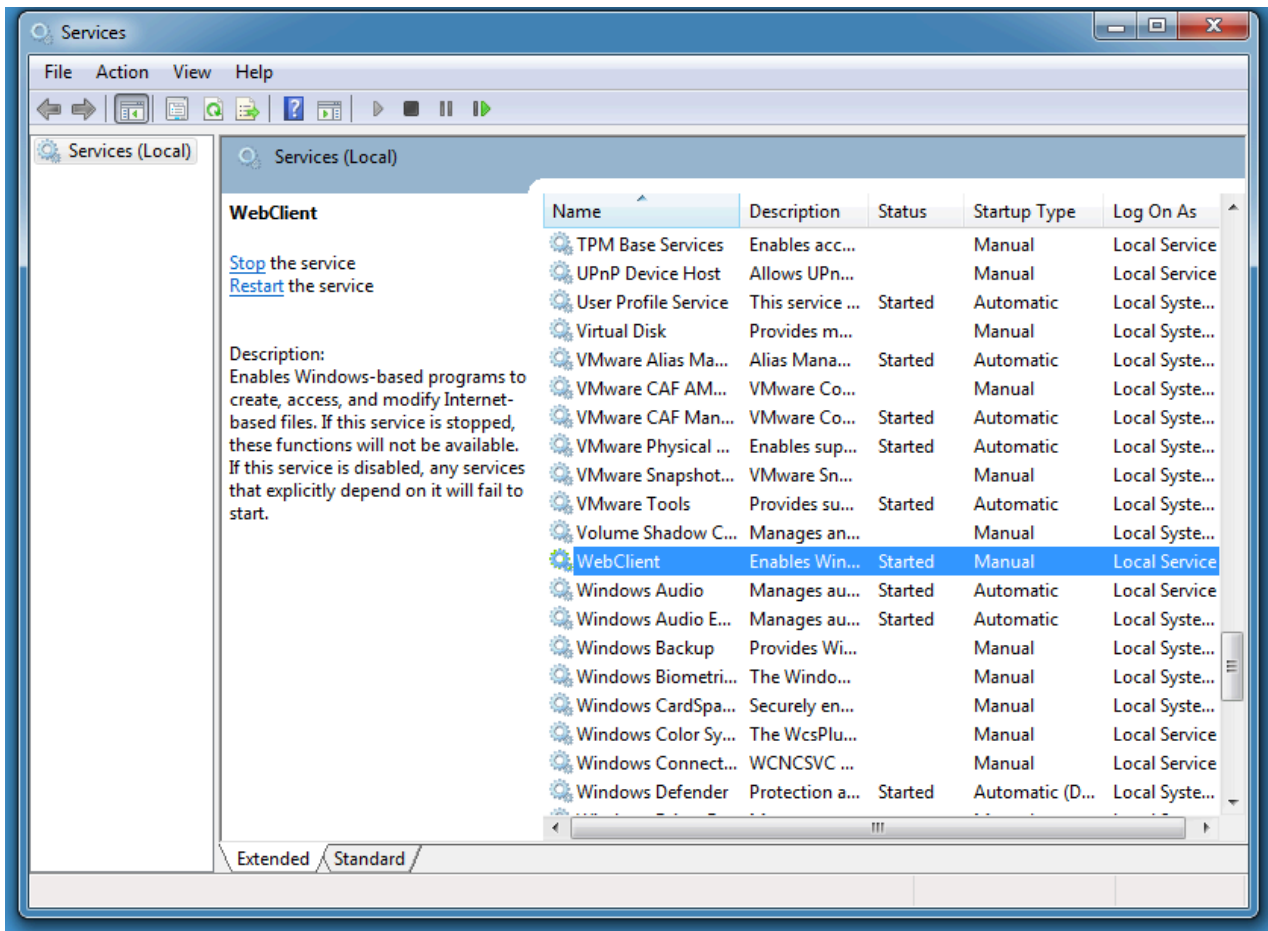 Services
File Action View Help
Services (Local)
Services (Local)
WebClient
Stop the service
Restart the service
Description:
Enables Windows-based programs to
create, access, and modify Internet-
based files. If this service is stopped,
these functions will not be available.
If this service is disabled, any services
that explicitly depend on it will fail to
start.
Name Description Status Startup Type Log On As
TPM Base Services Enables acc... Manual Local Service
UPnP Device Host Allows UPn... Manual Local Service
User Profile Service This service ... Started Automatic Local Syste...
Virtual Disk Provides m... Manual Local Syste...
VMware Alias Ma... Alias Mana... Started Automatic Local Syste...
VMware CAF AM... VMware Co... Manual Local Syste...
VMware CAF Man... VMware Co... Started Automatic Local Syste...
VMware Physical ... Enables sup... Started Automatic Local Syste...
VMware Snapshot... VMware Sn... Manual Local Syste...
VMware Tools Provides su... Started Automatic Local Syste...
Volume Shadow C... Manages an... Manual Local Syste...
WebClient Enables Win... Started Manual Local Service
Windows Audio Manages au... Started Automatic Local Service
Windows Audio E... Manages au... Started Automatic Local Syste...
Windows Backup Provides Wi... Manual Local Syste...
Windows Biometri... The Windo... Manual Local Syste...
Windows CardSpa... Securely en... Manual Local Syste...
Windows Color Sy... The WcsPlu... Manual Local Service
Windows Connect... WCNCSVC ... Manual Local Service
Windows Defender Protection a... Started Automatic (D... Local Syste...
Extended Standard